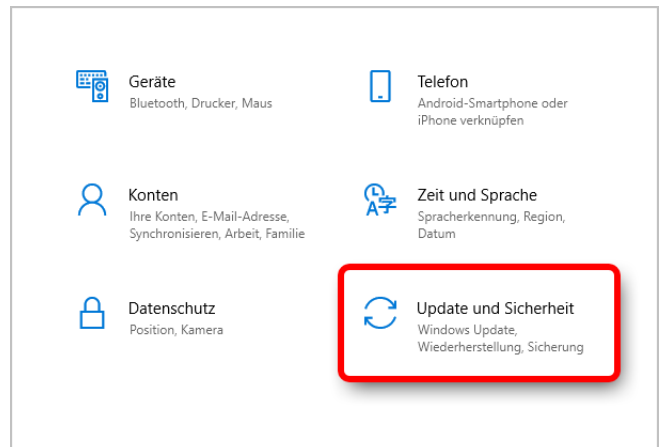 Geräte
Bluetooth, Drucker, Maus
Telefon
Android-Smartphone oder
iPhone verknüpfen
Konten
Ihre Konten, E-Mail-Adresse,
Synchronisieren, Arbeit, Familie
Zeit und Sprache
Spracherkennung, Region,
Datum
Datenschutz
Position, Kamera
Update und Sicherheit
Windows Update,
Wiederherstellung, Sicherung